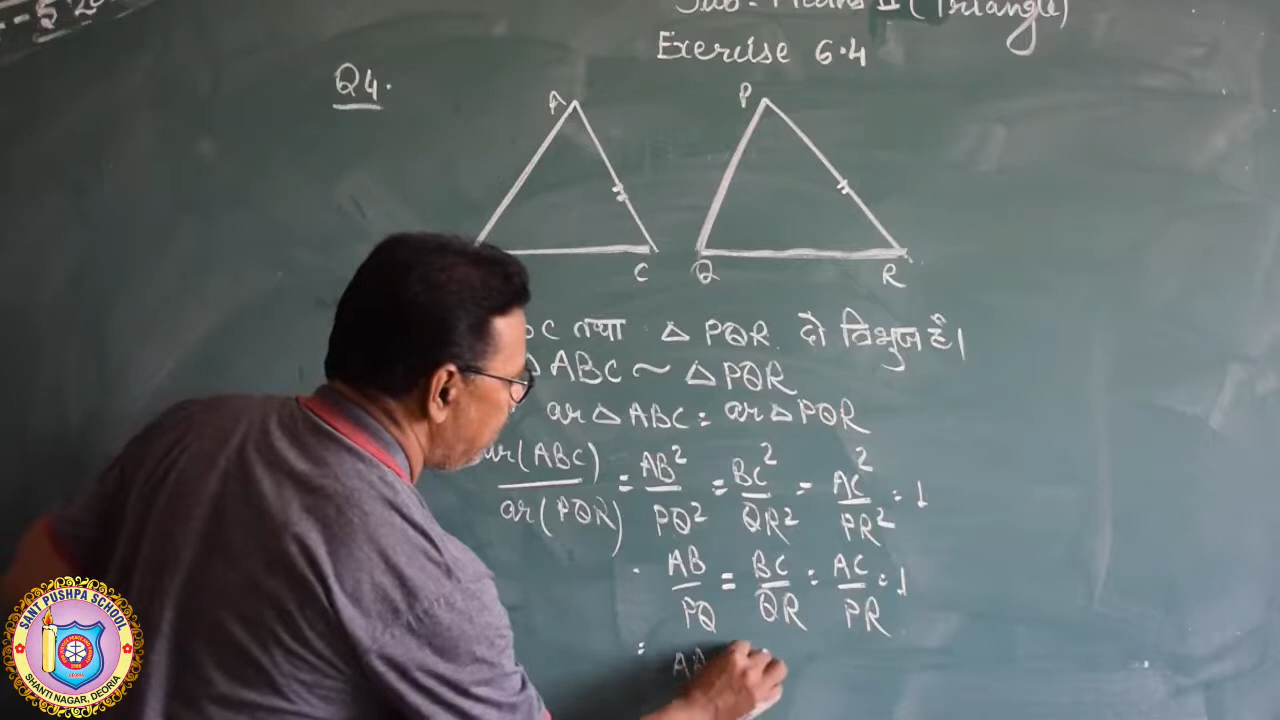 Exercise 6.4
Q4.
A
P
C
Q
R
तथा △ PQR. दो त्रिभुज हैं।
ABC ~ △PQR
ar △ ABC = ar △PQR
ar(ABC) / ar(PQR) = AB² / PQ² = BC² / QR² = AC² / PR² = 1
AB / PQ = BC / QR = AC / PR = 1
SANT PUSHPA SCHOOL
SHANTI NAGAR, DEORIA